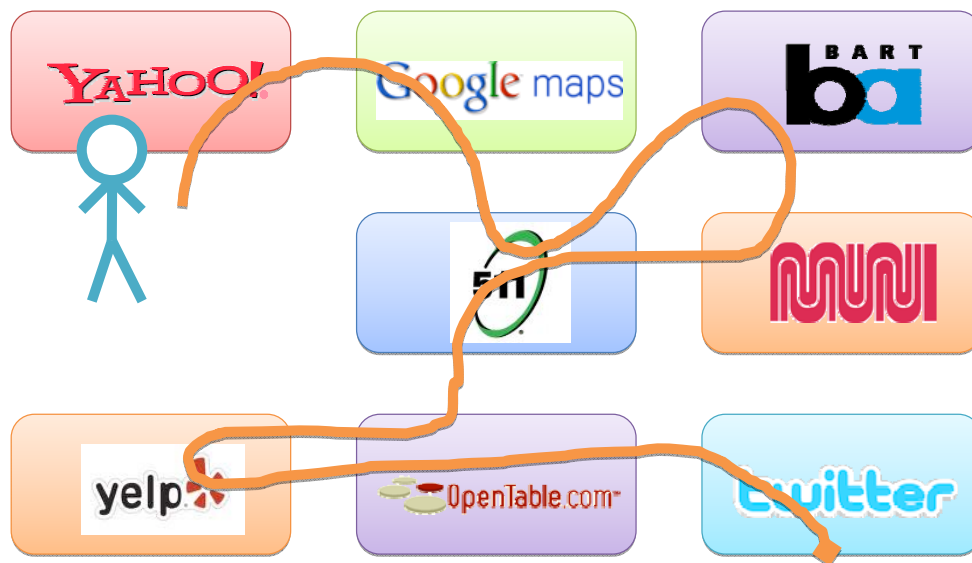 YAHOO!
Google maps
BART
ba
511
MUNI
yelp
OpenTable.com
twitter